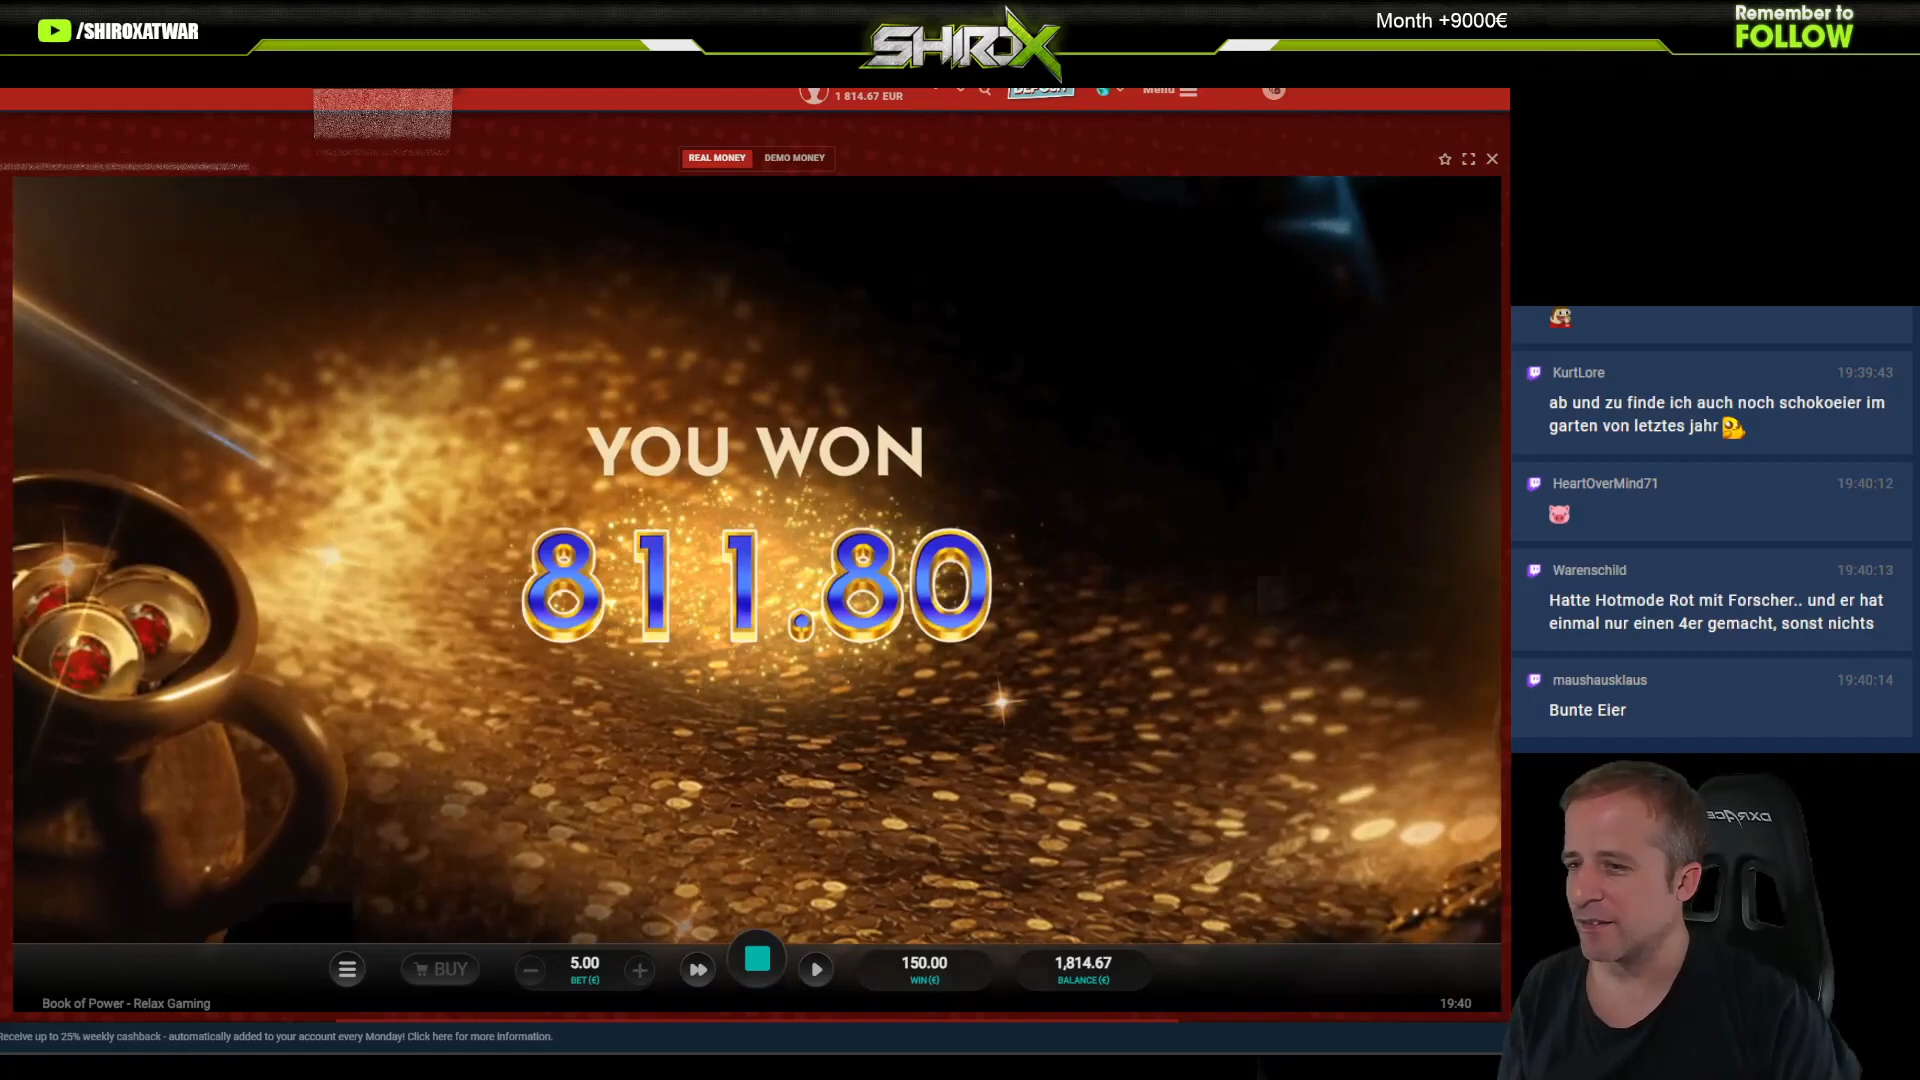 /SHIROXATWAR
SHIROX
Month +9000€
Remember to
FOLLOW
1 814.67 EUR
DEPOSIT
Menu
REAL MONEY
DEMO MONEY
YOU WON
811.80
KurtLore
19:39:43
ab und zu finde ich auch noch schokoeier im
garten von letztes jahr
HeartOverMind71
19:40:12
Warenschild
19:40:13
Hatte Hotmode Rot mit Forscher.. und er hat
einmal nur einen 4er gemacht, sonst nichts
maushausklaus
19:40:14
Bunte Eier
BUY
5.00
BET (€)
150.00
WIN (€)
1,814.67
BALANCE (€)
Book of Power - Relax Gaming
19:40
Receive up to 25% weekly cashback - automatically added to your account every Monday! Click here for more information.